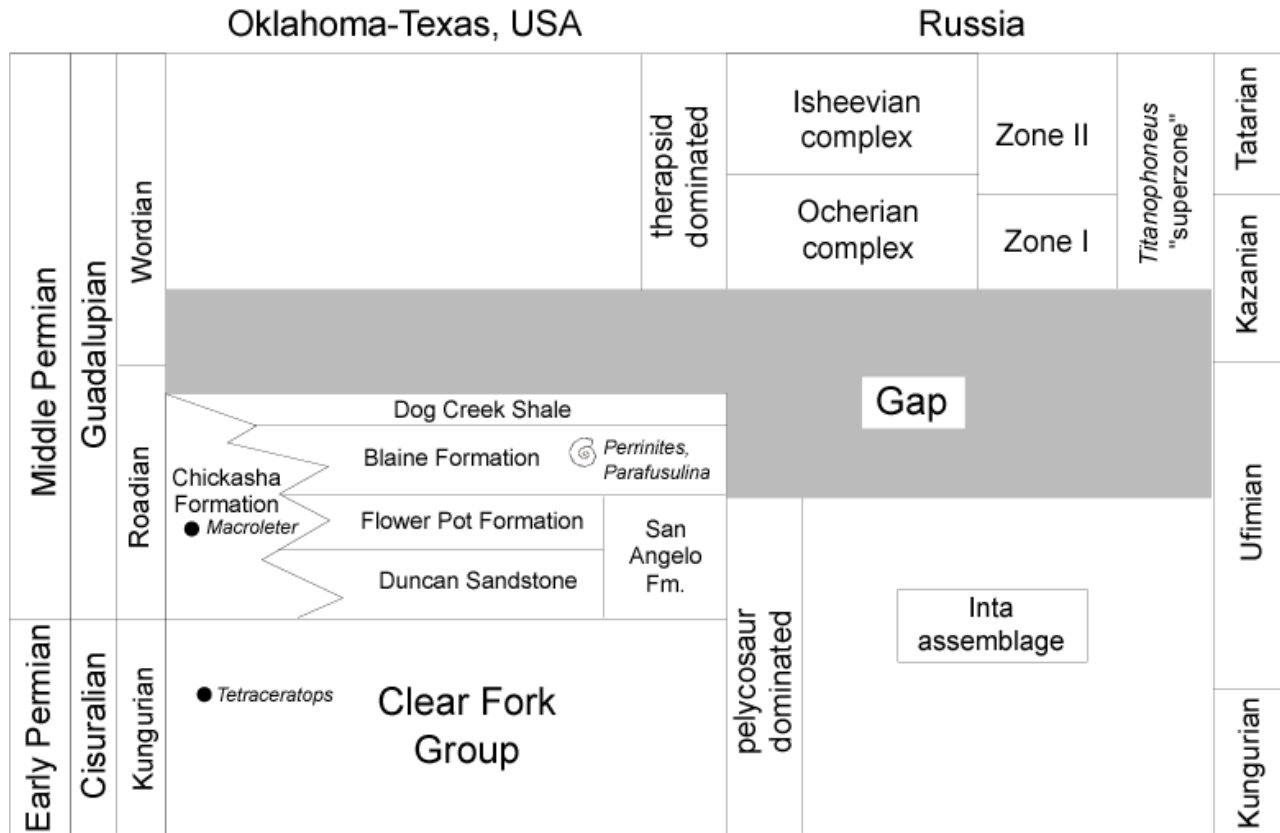 Oklahoma-Texas, USA
Russia
Middle Permian
Early Permian
Guadalupian
Cisuralian
Wordian
Roadian
Kungurian
therapsid
dominated
Isheevian
complex
Zone II
Ocherian
complex
Zone I
Titanophoneus
"superzone"
Tatarian
Kazanian
Ufimian
Kungurian
Gap
Dog Creek Shale
Blaine Formation
Perrinites,
Parafusulina
Chickasha
Formation
Macroleter
Flower Pot Formation
Duncan Sandstone
San
Angelo
Fm.
pelycosaur
dominated
Inta
assemblage
Tetraceratops
Clear Fork
Group